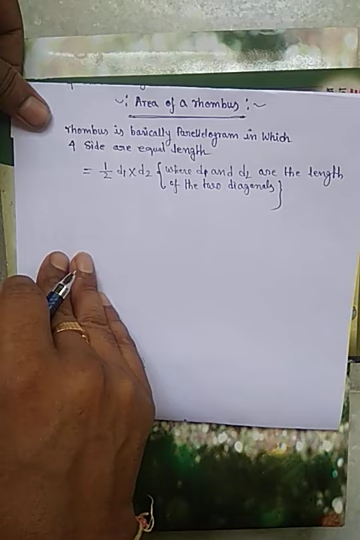 Area of a rhombus :~
rhombus is basically Parellelogram in Which
4 Side are equal length
= 1/2 d1 x d2 { where d1 and d2 are the length
of the two diagonals }